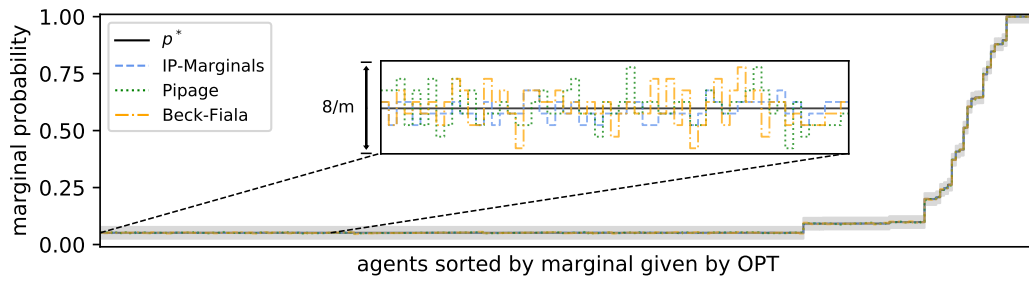 marginal probability
1.00
0.75
0.50
0.25
0.00
p*
IP-Marginals
Pipage
Beck-Fiala
8/m
agents sorted by marginal given by OPT